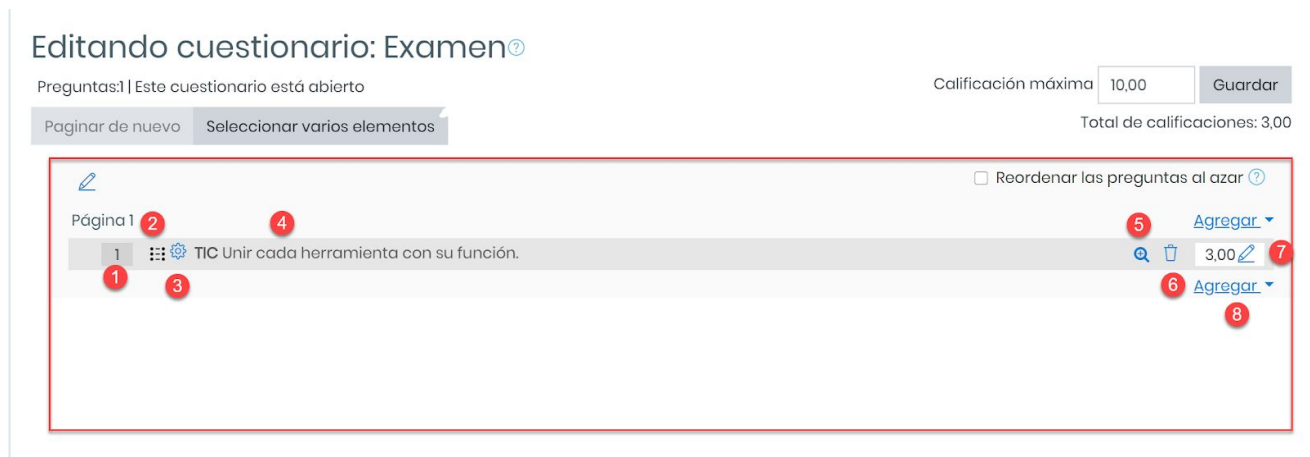 Editando cuestionario: Examen
Preguntas:1 | Este cuestionario está abierto
Calificación máxima 10,00 Guardar
Paginar de nuevo Seleccionar varios elementos
Total de calificaciones: 3,00
Reordenar las preguntas al azar
Página 1 2 4 5 Agregar
1 TIC Unir cada herramienta con su función. 3,00 7
1 3 6 Agregar
8